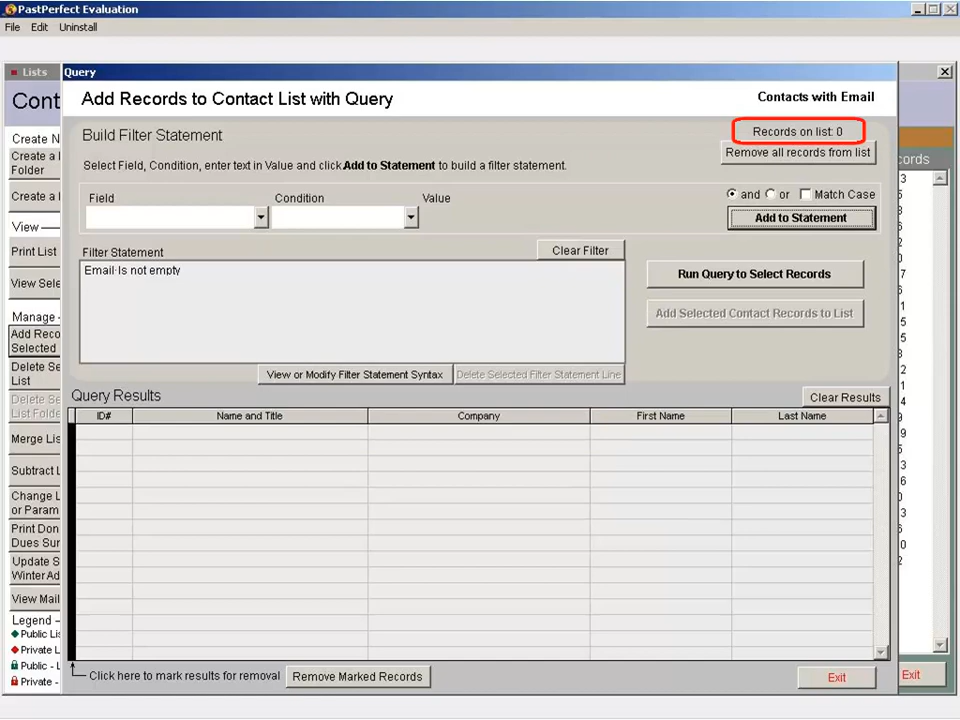 PastPerfect Evaluation
File Edit Uninstall
Lists
Query
Cont
Add Records to Contact List with Query
Contacts with Email
Create N
Build Filter Statement
Records on list: 0
Create a l
Folder
Select Field, Condition, enter text in Value and click Add to Statement to build a filter statement.
Remove all records from list
ords
Create a l
Field Condition Value
and or Match Case
Add to Statement
View
Print List
Filter Statement
Clear Filter
Email Is not empty
Run Query to Select Records
View Sele
Add Selected Contact Records to List
Manage -
Add Reco
Selected
Delete Se
List
View or Modify Filter Statement Syntax
Delete Selected Filter Statement Line
Query Results
Clear Results
Delete Se
List Folde
ID# Name and Title Company First Name Last Name
Merge Lis
Subtract L
Change L
or Param
Print Don
Dues Sur
Update S
Winter Ad
View Mail
Legend
Public Lis
Private L
Public - L
Private -
Click here to mark results for removal
Remove Marked Records
Exit
Exit